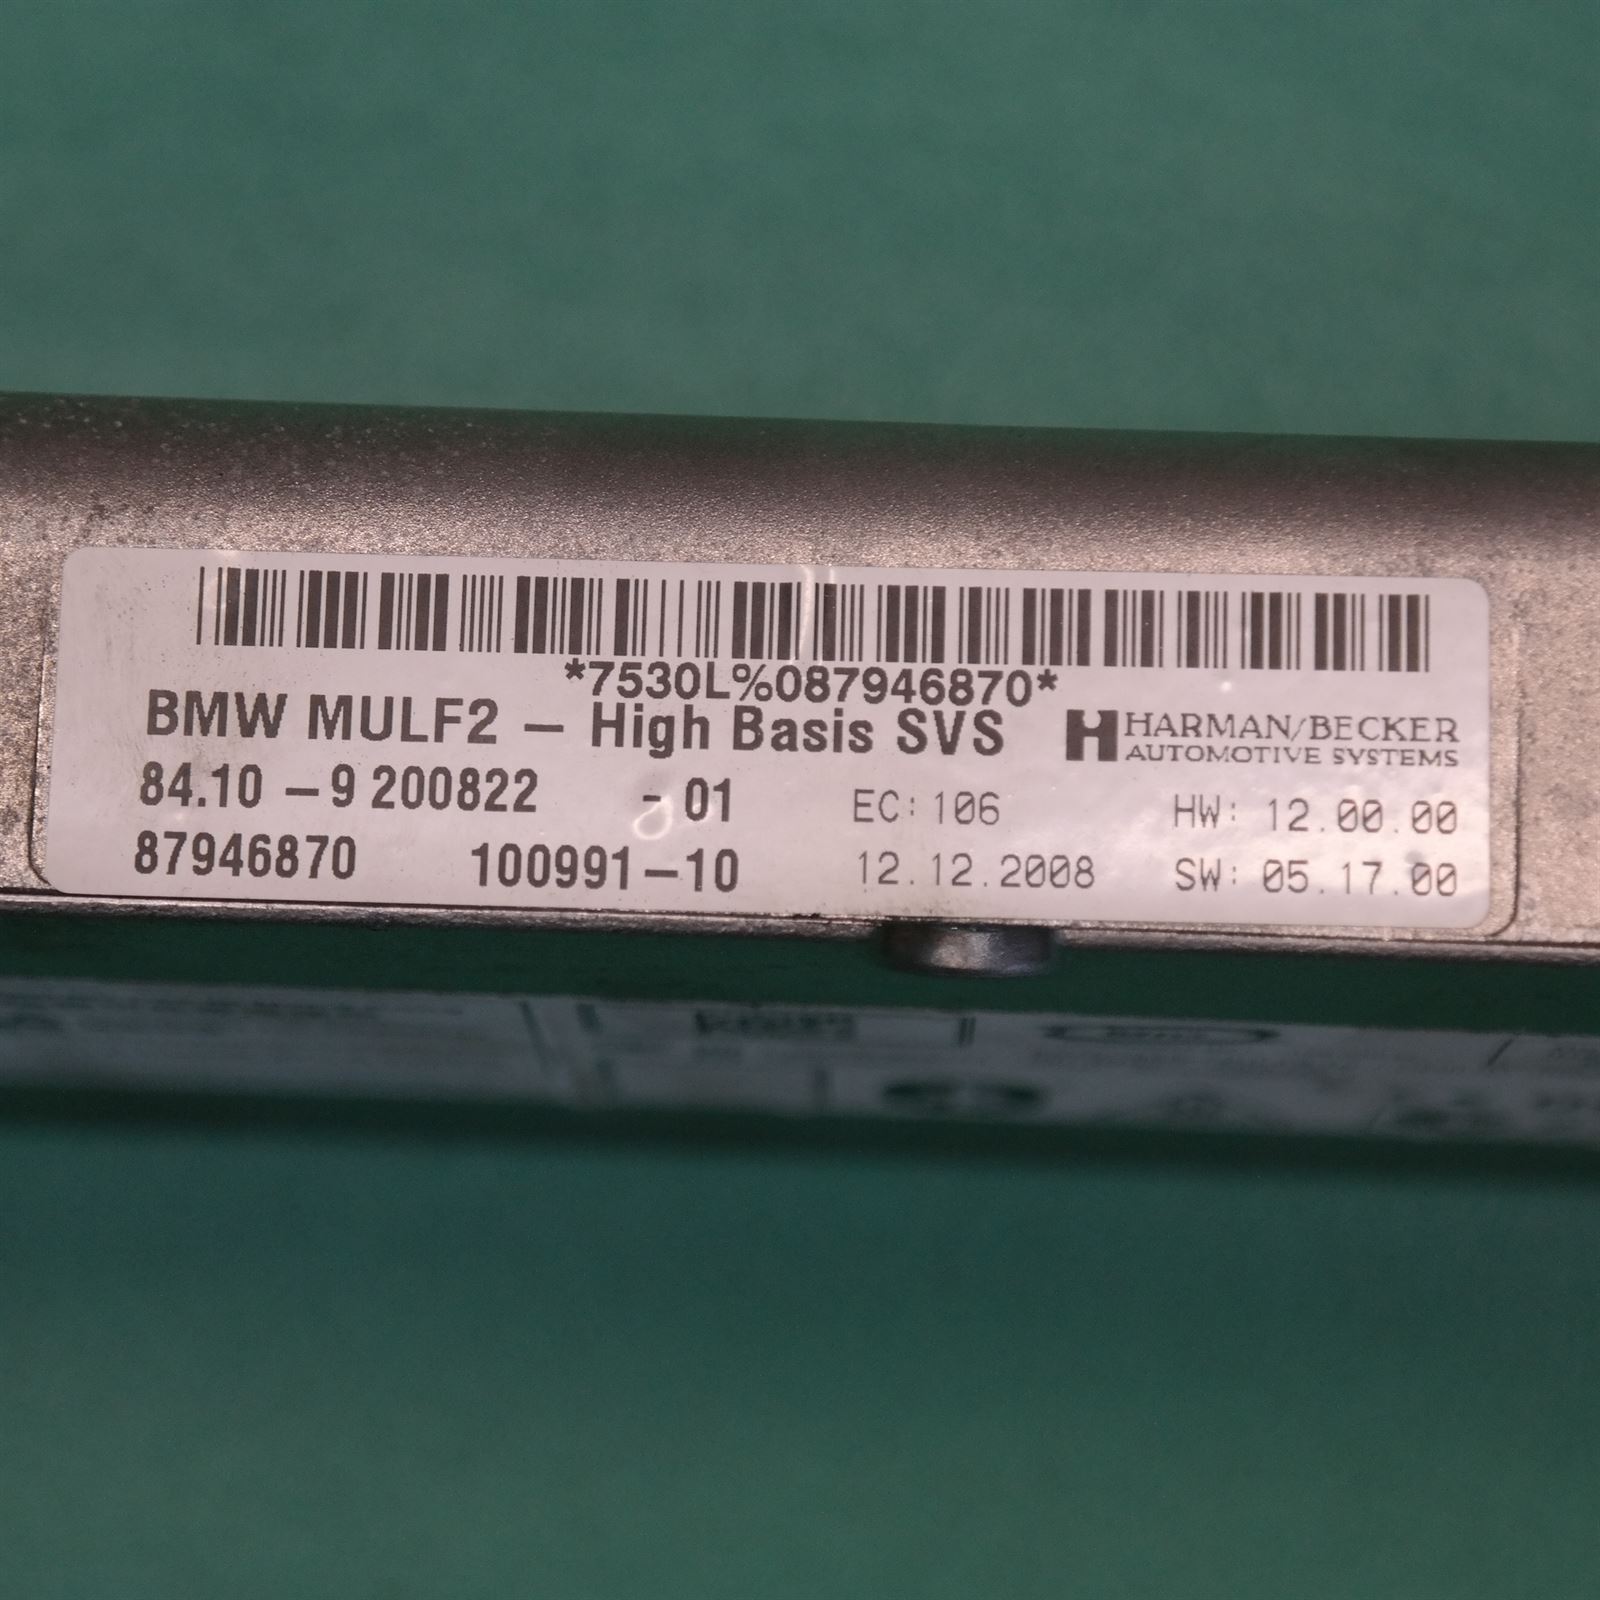 *7530L%087946870*
BMW MULF2 – High Basis SVS
HARMAN/BECKER
AUTOMOTIVE SYSTEMS
84.10 – 9 200822 - 01 EC: 106 HW: 12.00.00
87946870 100991–10 12.12.2008 SW: 05.17.00